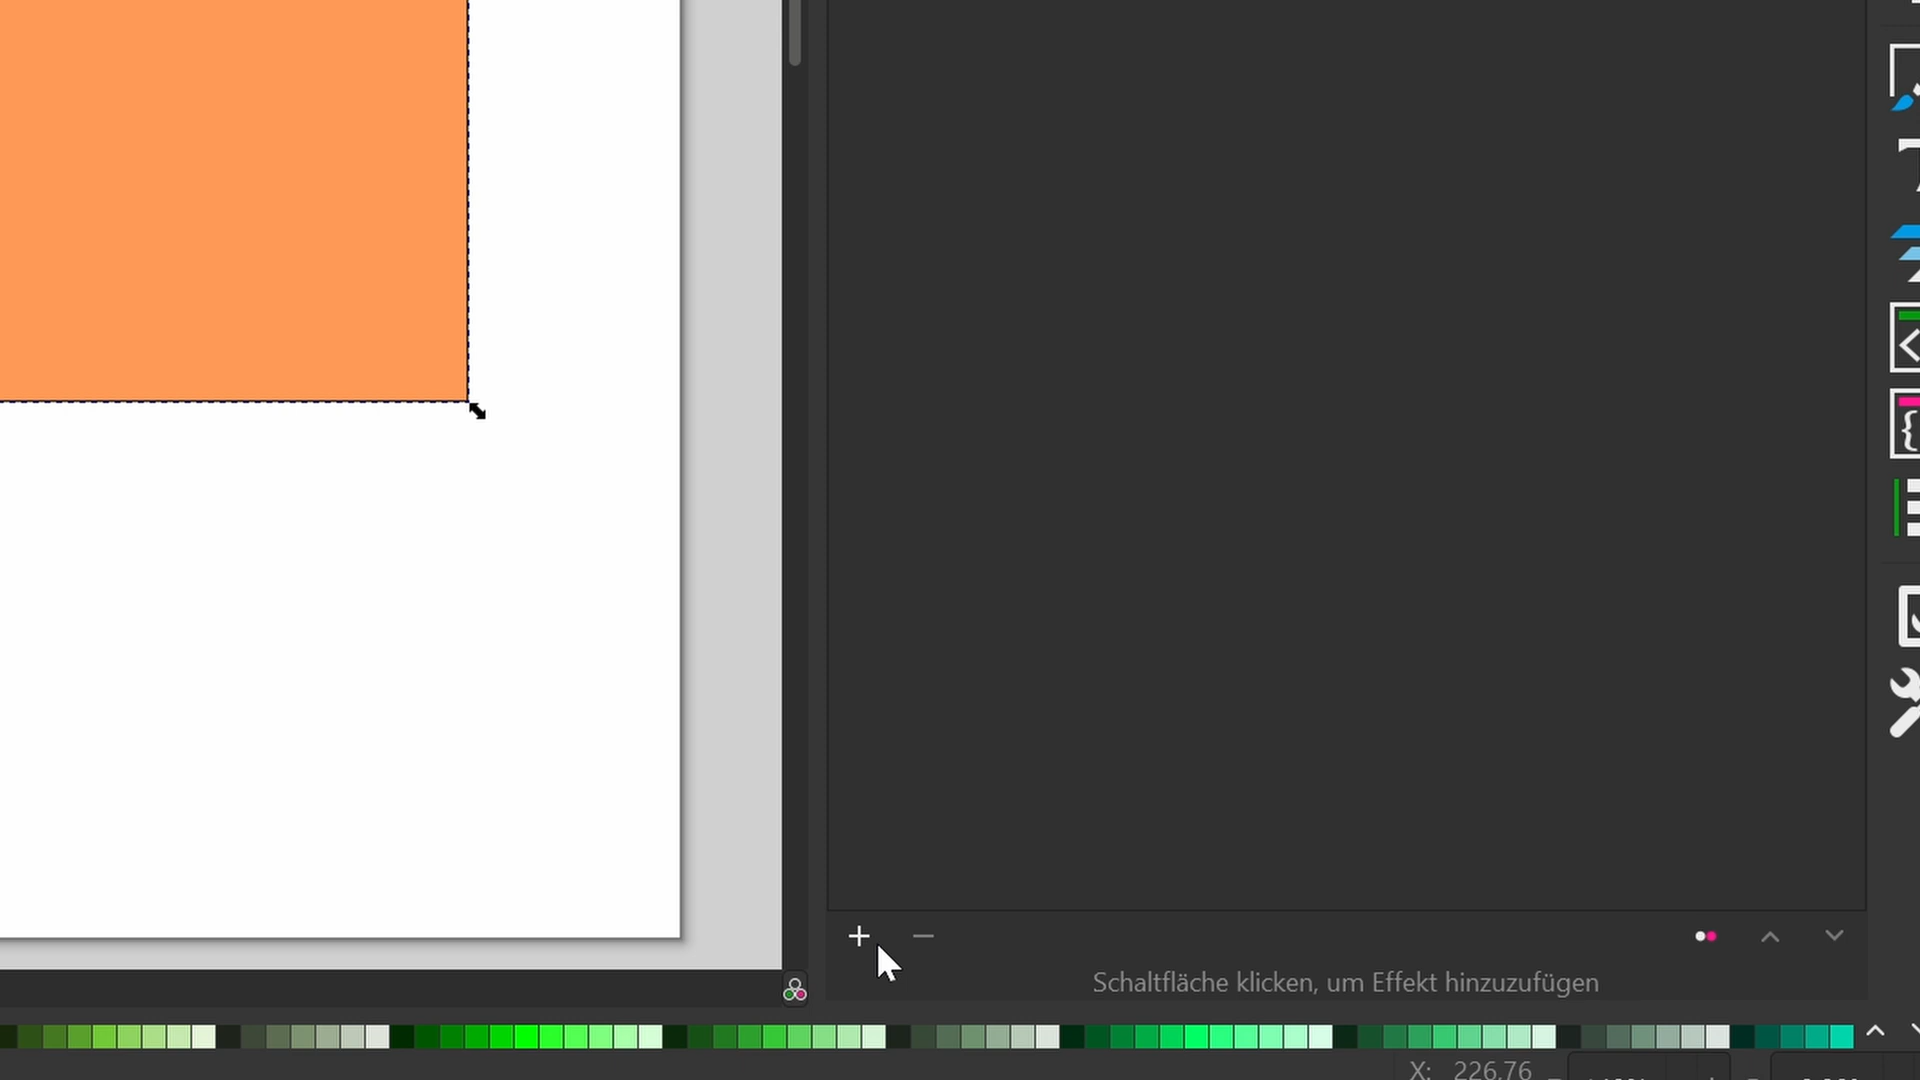 Schaltfläche klicken, um Effekt hinzuzufügen
X: 226,76